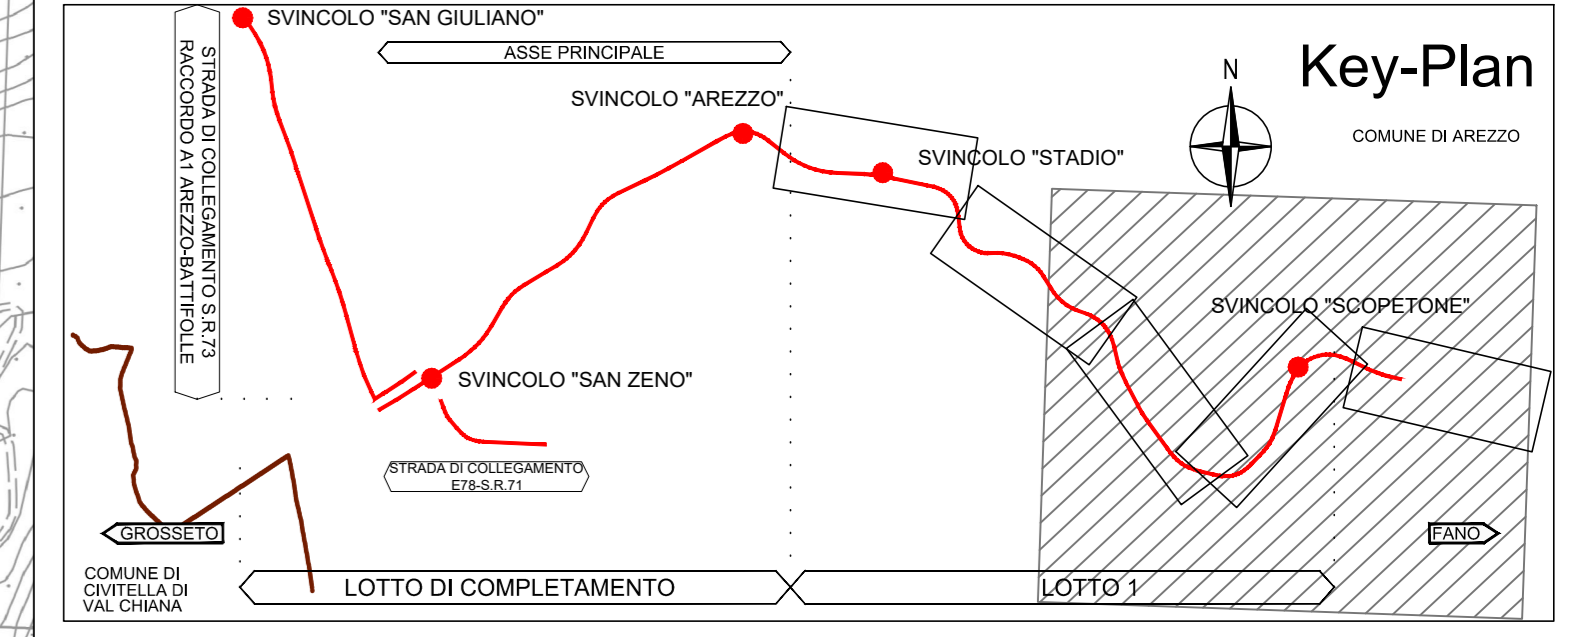 SVINCOLO "SAN GIULIANO"
STRADA DI COLLEGAMENTO S.R.73
RACCORDO A1 AREZZO-BATTIFOLLE
ASSE PRINCIPALE
Key-Plan
N
SVINCOLO "AREZZO"
COMUNE DI AREZZO
SVINCOLO "STADIO"
SVINCOLO "SCOPETONE"
SVINCOLO "SAN ZENO"
STRADA DI COLLEGAMENTO
E78-S.R.71
GROSSETO
FANO
COMUNE DI
CIVITELLA DI
VAL CHIANA
LOTTO DI COMPLETAMENTO
LOTTO 1